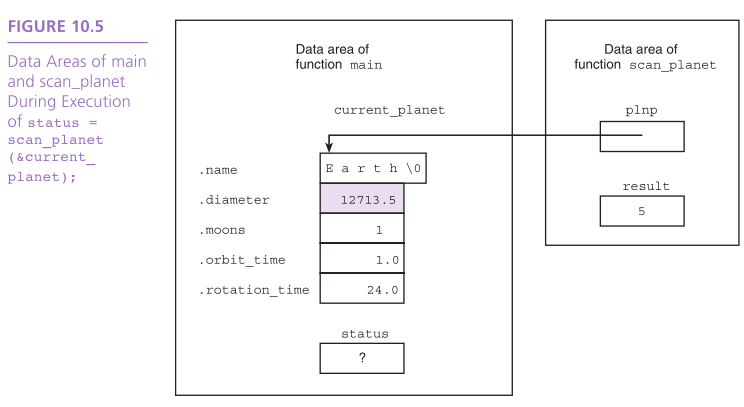 FIGURE 10.5
Data Areas of main
and scan_planet
During Execution
of status =
scan_planet
(&current_
planet);
Data area of
function main
current_planet
.name
E a r t h \0
.diameter
12713.5
.moons
1
.orbit_time
1.0
.rotation_time
24.0
status
?
Data area of
function scan_planet
plnp
result
5